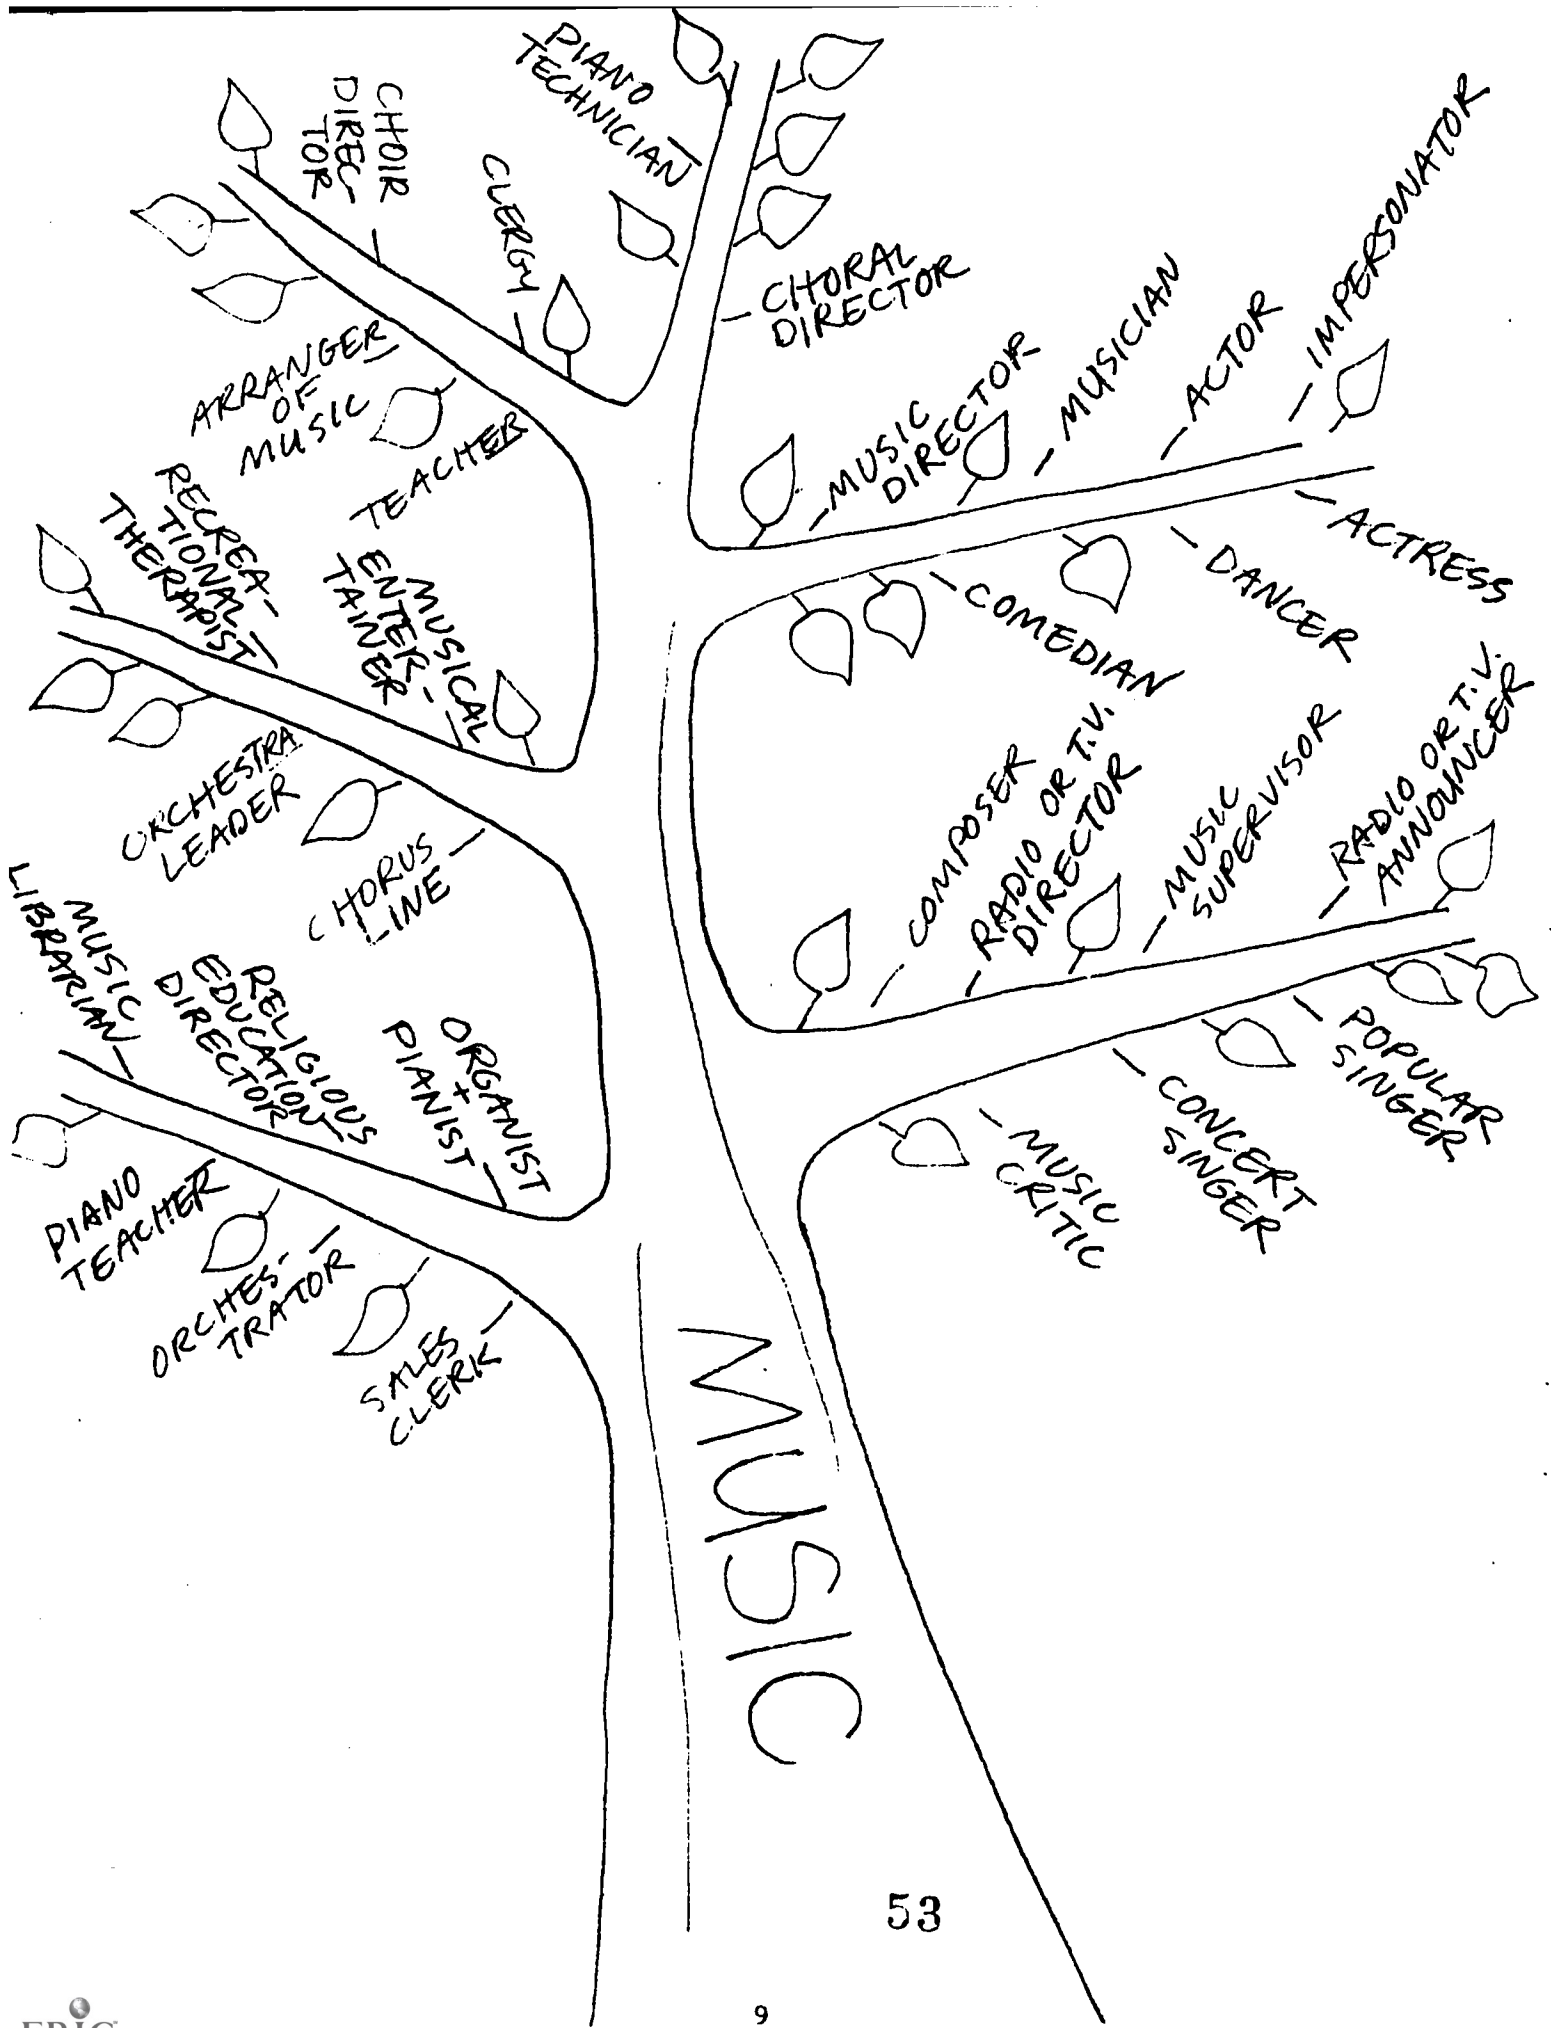 PIANO
TECHNICIAN
CHOIR
DIREC-
TOR
CLERGY
ARRANGER
OF
MUSIC
TEACHER
CHORAL
DIRECTOR
MUSIC
DIRECTOR
MUSICIAN
ACTOR
IMPERSONATOR
ACTRESS
DANCER
COMEDIAN
RECREA-
TIONAL
THERAPIST
MUSICAL
ENTER-
TAINER
ORCHESTRA
LEADER
CHORUS
LINE
COMPOSER
RADIO OR T.V.
DIRECTOR
MUSIC
SUPERVISOR
RADIO OR T.V.
ANNOUNCER
POPULAR
SINGER
CONCERT
SINGER
MUSIC
CRITIC
MUSIC
LIBRARIAN
RELIGIOUS
EDUCATION
DIRECTOR
ORGANIST
+
PIANIST
PIANO
TEACHER
ORCHES-
TRATOR
SALES
CLERK
MUSIC
53
9